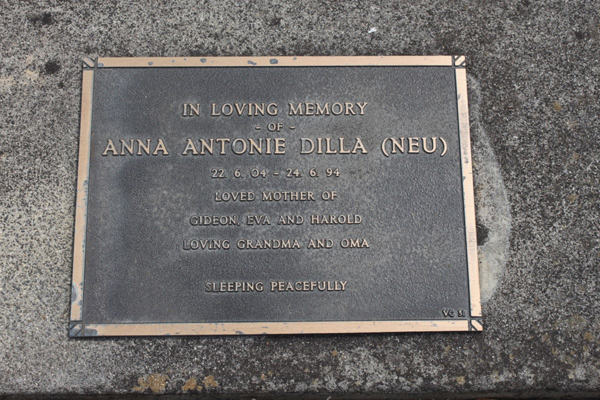 IN LOVING MEMORY
- OF -
ANNA ANTONIE DILLA (NEU)
22. 6. 04 - 24. 6. 94
LOVED MOTHER OF
GIDEON, EVA AND HAROLD
LOVING GRANDMA AND OMA
SLEEPING PEACEFULLY